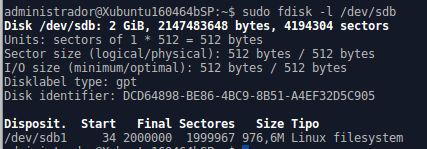 administrador@Xubuntu160464bSP:~$ sudo fdisk -l /dev/sdb
Disk /dev/sdb: 2 GiB, 2147483648 bytes, 4194304 sectors
Units: sectors of 1 * 512 = 512 bytes
Sector size (logical/physical): 512 bytes / 512 bytes
I/O size (minimum/optimal): 512 bytes / 512 bytes
Disklabel type: gpt
Disk identifier: DCD64898-BE86-4BC9-8B51-A4EF32D5C905
Disposit. Start Final Sectores Size Tipo
/dev/sdb1 34 2000000 1999967 976,6M Linux filesystem